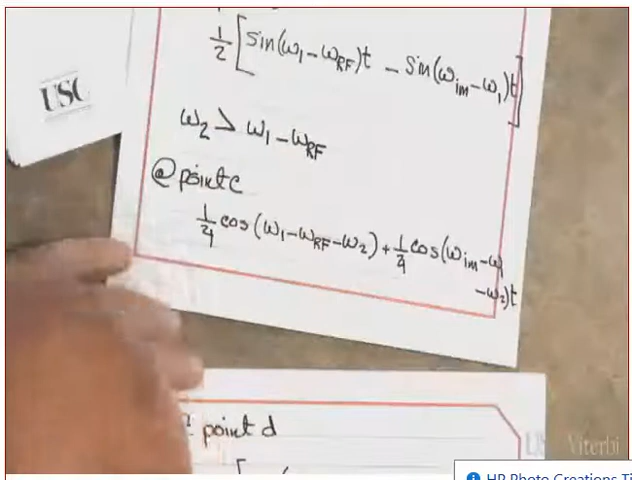 USC
1/2 [sin(ω1 − ωRF)t − sin(ωim − ω1)t]
ω2 > ω1 − ωRF
@ point c
1/4 cos(ω1 − ωRF − ω2) + 1/4 cos(ωim − ω1
− ω2)t
point d
Viterbi
HP Photo Creations